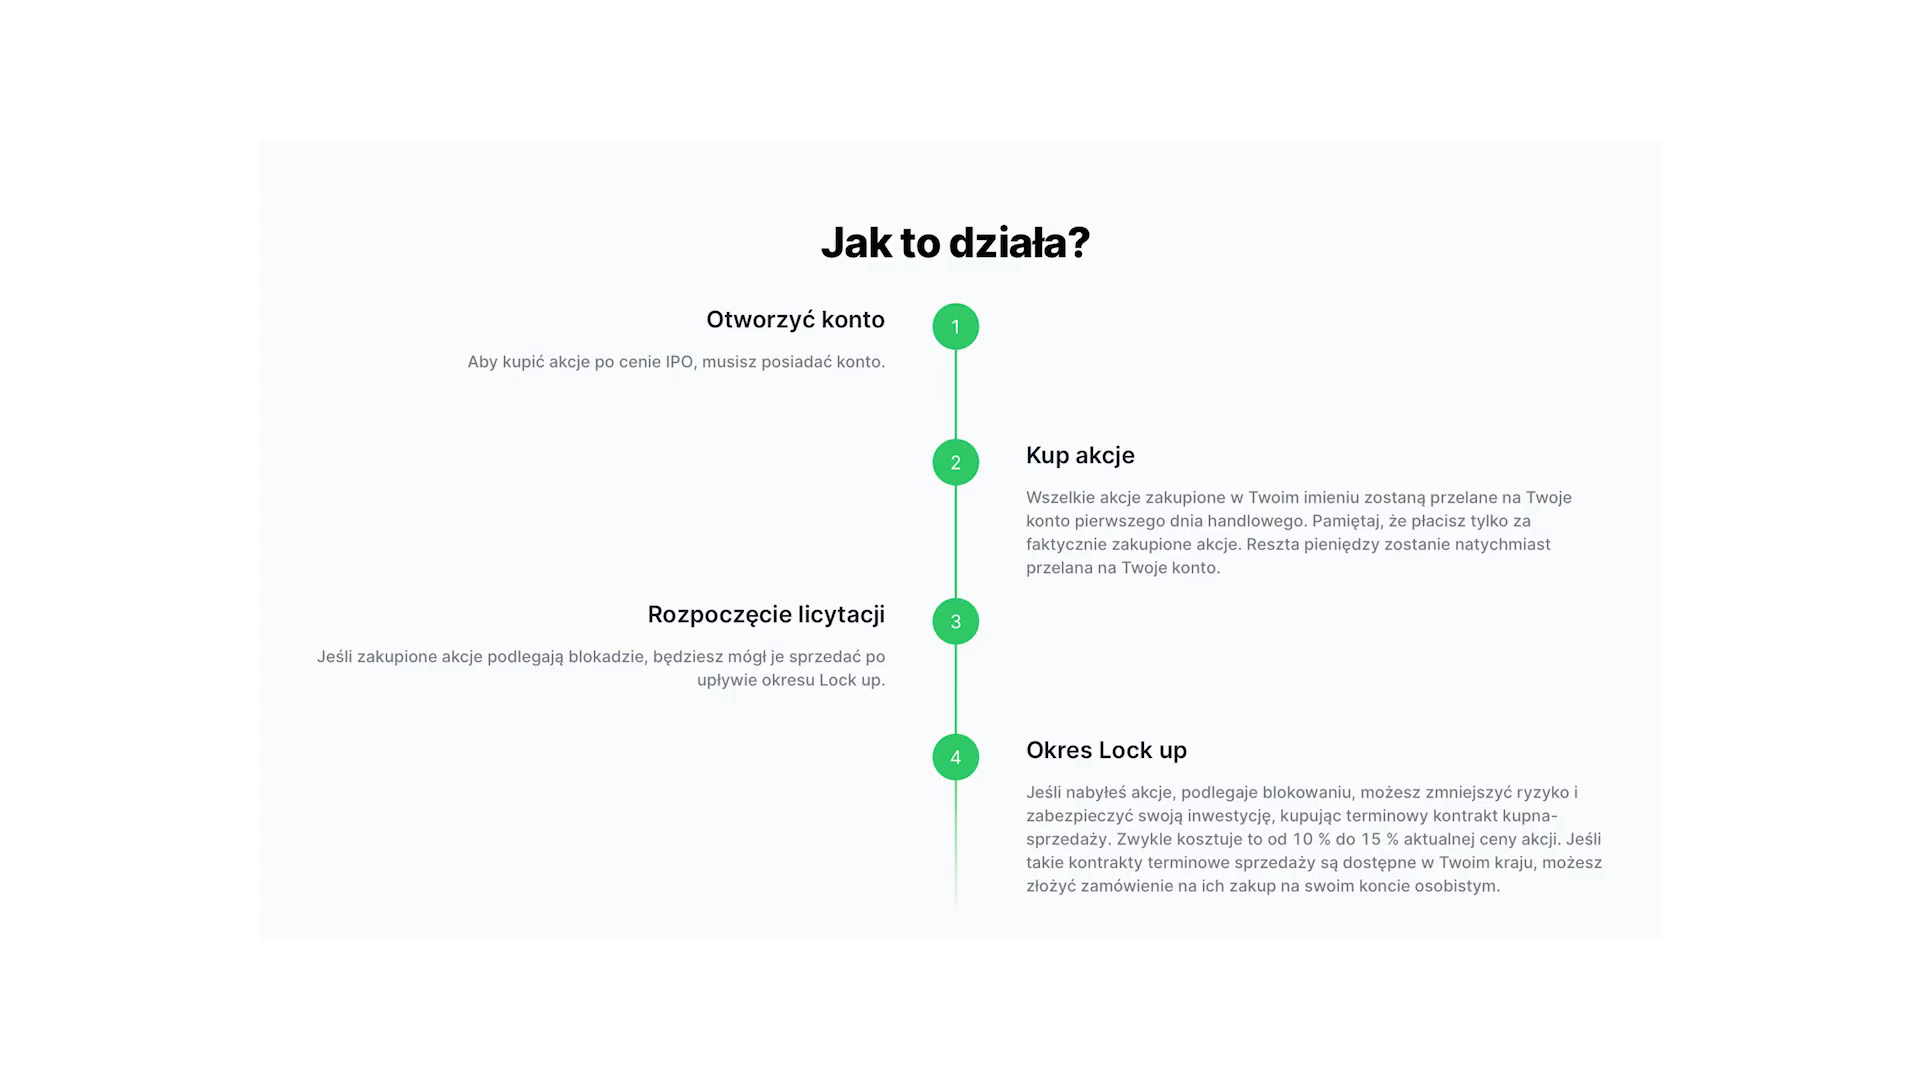 Jak to działa?
Otworzyć konto
1
Aby kupić akcje po cenie IPO, musisz posiadać konto.
2
Kup akcje
Wszelkie akcje zakupione w Twoim imieniu zostaną przelane na Twoje
konto pierwszego dnia handlowego. Pamiętaj, że płacisz tylko za
faktycznie zakupione akcje. Reszta pieniędzy zostanie natychmiast
przelana na Twoje konto.
Rozpoczęcie licytacji
3
Jeśli zakupione akcje podlegają blokadzie, będziesz mógł je sprzedać po
upływie okresu Lock up.
4
Okres Lock up
Jeśli nabyłeś akcje, podlegaje blokowaniu, możesz zmniejszyć ryzyko i
zabezpieczyć swoją inwestycję, kupując terminowy kontrakt kupna-
sprzedaży. Zwykle kosztuje to od 10 % do 15 % aktualnej ceny akcji. Jeśli
takie kontrakty terminowe sprzedaży są dostępne w Twoim kraju, możesz
złożyć zamówienie na ich zakup na swoim koncie osobistym.